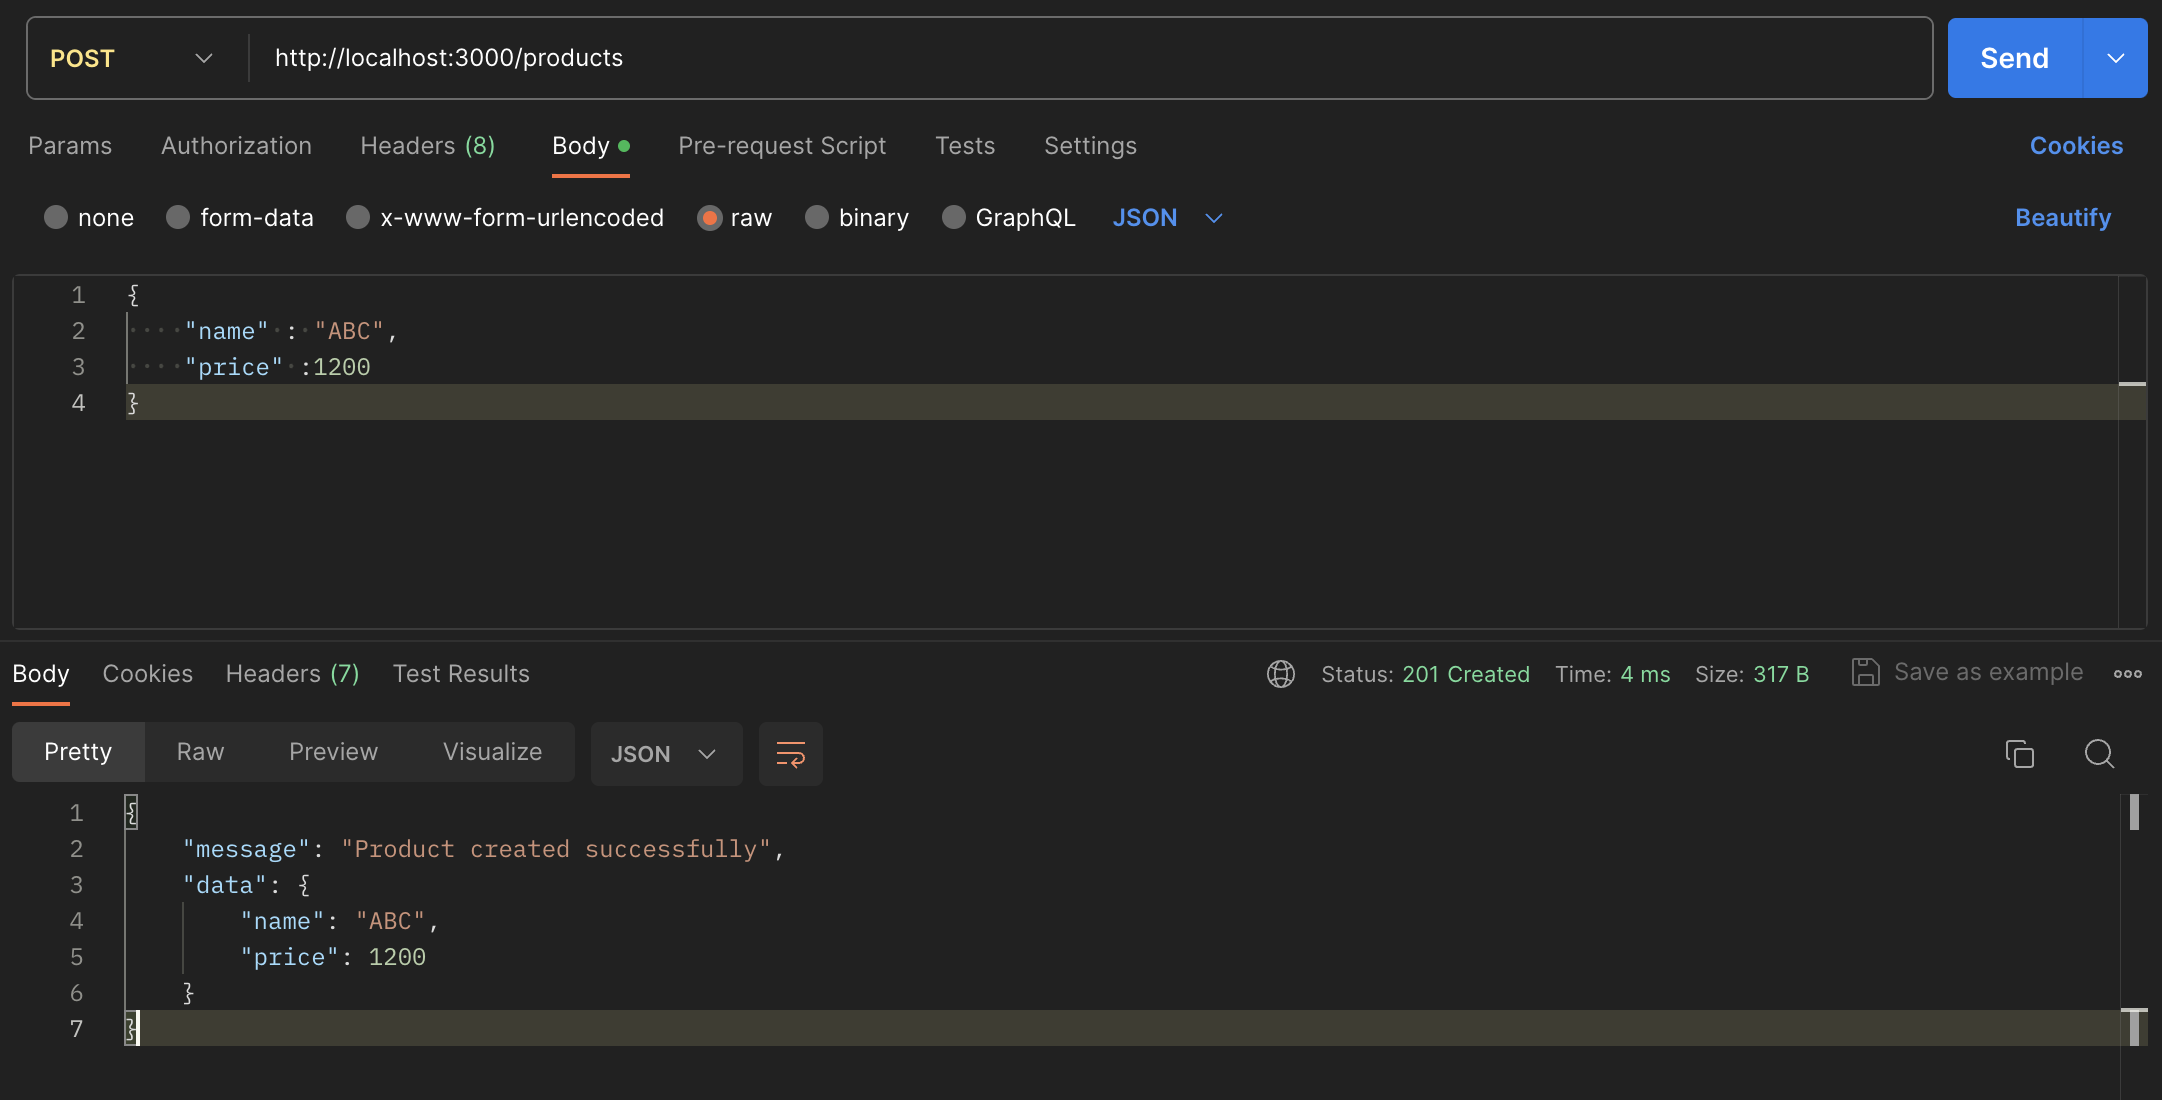 POST http://localhost:3000/products Send
Params Authorization Headers (8) Body Pre-request Script Tests Settings Cookies
none form-data x-www-form-urlencoded raw binary GraphQL JSON Beautify
1 {
2 ····"name"·:·"ABC",
3 ····"price"·:1200
4 }
Body Cookies Headers (7) Test Results Status: 201 Created Time: 4 ms Size: 317 B Save as example
Pretty Raw Preview Visualize JSON
1 {
2 "message": "Product created successfully",
3 "data": {
4 "name": "ABC",
5 "price": 1200
6 }
7 }